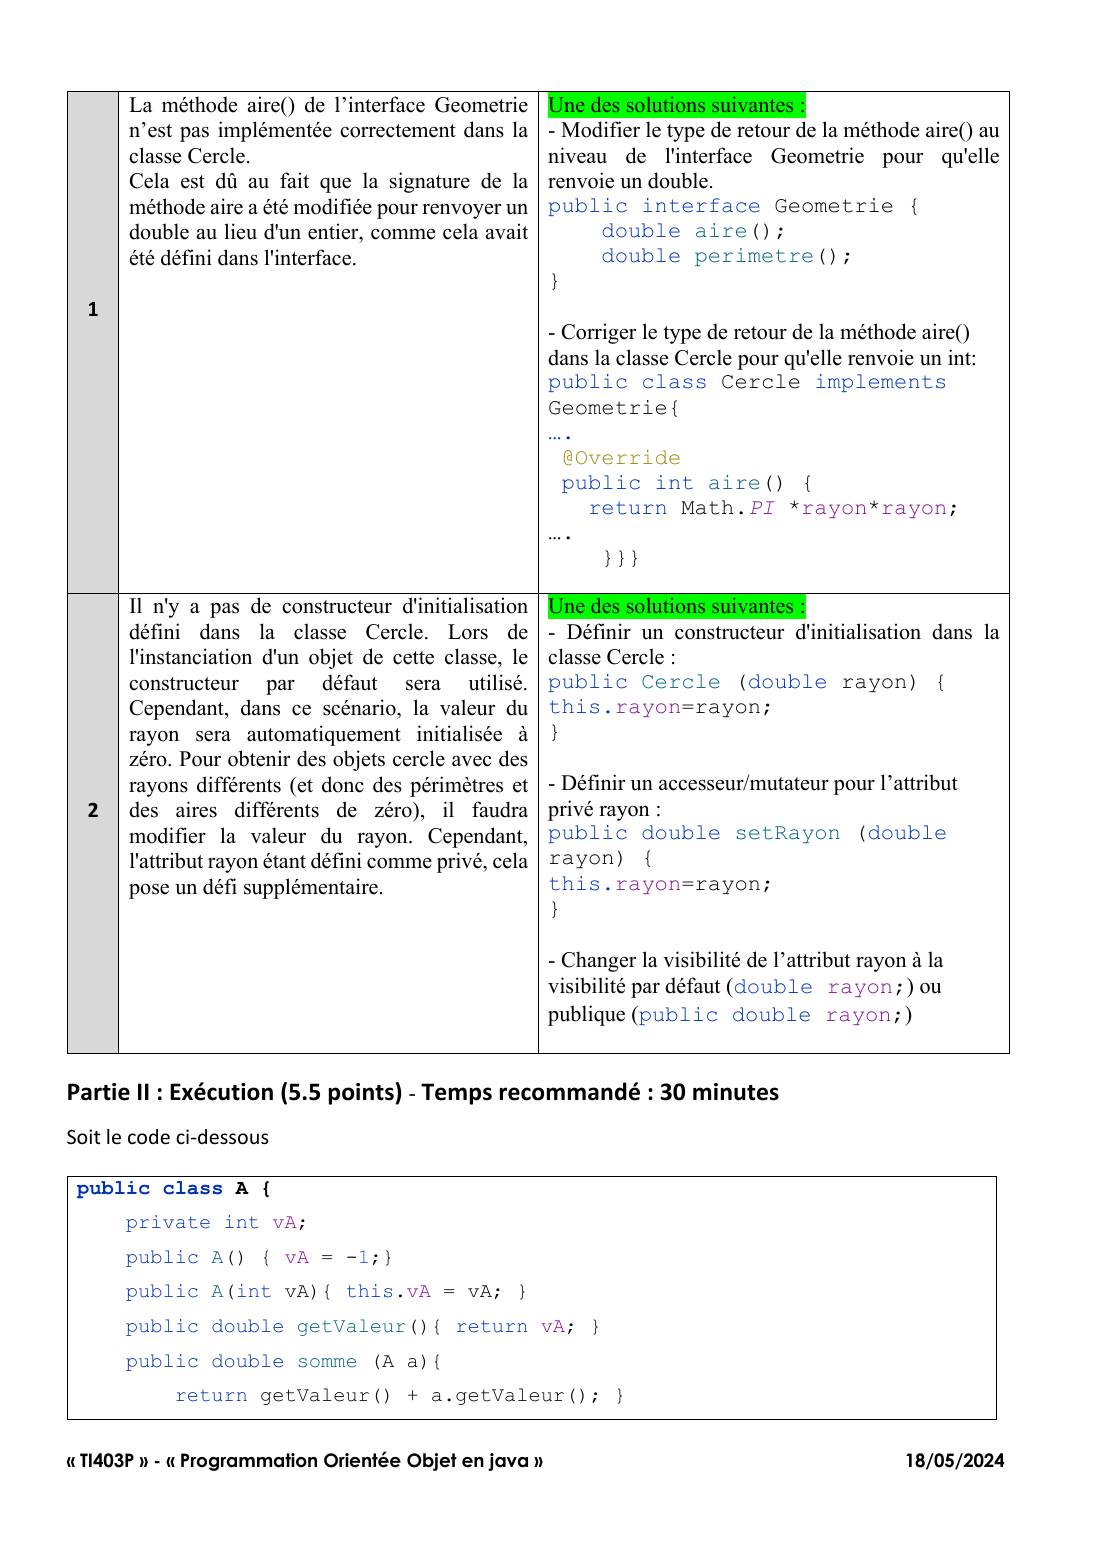 1
La méthode aire() de l’interface Geometrie
n’est pas implémentée correctement dans la
classe Cercle.
Cela est dû au fait que la signature de la
méthode aire a été modifiée pour renvoyer un
double au lieu d'un entier, comme cela avait
été défini dans l'interface.
Une des solutions suivantes :
- Modifier le type de retour de la méthode aire() au
niveau de l'interface Geometrie pour qu'elle
renvoie un double.
public interface Geometrie {
    double aire();
    double perimetre();
}
- Corriger le type de retour de la méthode aire()
dans la classe Cercle pour qu'elle renvoie un int:
public class Cercle implements
Geometrie{
….
 @Override
 public int aire() {
   return Math.PI *rayon*rayon;
….
    }}}
2
Il n'y a pas de constructeur d'initialisation
défini dans la classe Cercle. Lors de
l'instanciation d'un objet de cette classe, le
constructeur par défaut sera utilisé.
Cependant, dans ce scénario, la valeur du
rayon sera automatiquement initialisée à
zéro. Pour obtenir des objets cercle avec des
rayons différents (et donc des périmètres et
des aires différents de zéro), il faudra
modifier la valeur du rayon. Cependant,
l'attribut rayon étant défini comme privé, cela
pose un défi supplémentaire.
Une des solutions suivantes :
- Définir un constructeur d'initialisation dans la
classe Cercle :
public Cercle (double rayon) {
this.rayon=rayon;
}
- Définir un accesseur/mutateur pour l’attribut
privé rayon :
public double setRayon (double
rayon) {
this.rayon=rayon;
}
- Changer la visibilité de l’attribut rayon à la
visibilité par défaut (double rayon;) ou
publique (public double rayon;)
Partie II : Exécution (5.5 points) - Temps recommandé : 30 minutes
Soit le code ci-dessous
public class A {
    private int vA;
    public A() { vA = -1;}
    public A(int vA){ this.vA = vA; }
    public double getValeur(){ return vA; }
    public double somme (A a){
        return getValeur() + a.getValeur(); }
« TI403P » - « Programmation Orientée Objet en java »
18/05/2024